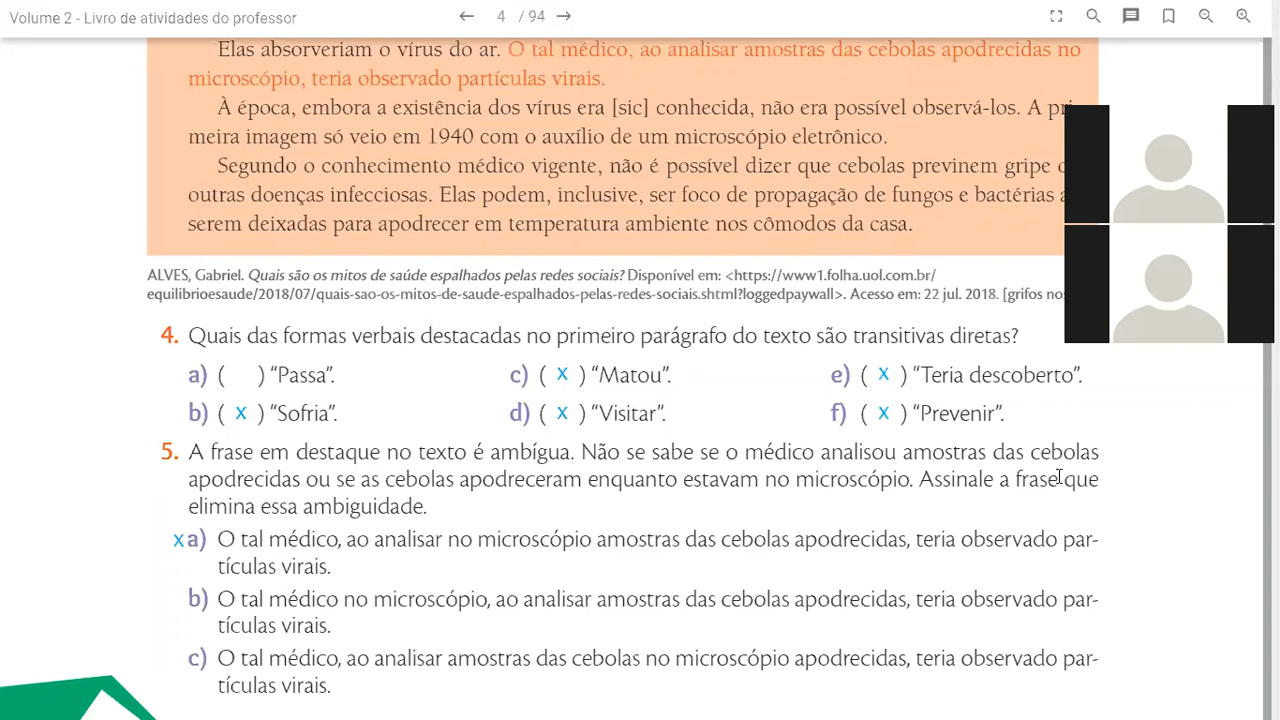 Volume 2 - Livro de atividades do professor
4 / 94
Elas absorveriam o vírus do ar. O tal médico, ao analisar amostras das cebolas apodrecidas no
microscópio, teria observado partículas virais.
À época, embora a existência dos vírus era [sic] conhecida, não era possível observá-los. A pri-
meira imagem só veio em 1940 com o auxílio de um microscópio eletrônico.
Segundo o conhecimento médico vigente, não é possível dizer que cebolas previnem gripe
outras doenças infecciosas. Elas podem, inclusive, ser foco de propagação de fungos e bactérias
serem deixadas para apodrecer em temperatura ambiente nos cômodos da casa.
ALVES, Gabriel. Quais são os mitos de saúde espalhados pelas redes sociais? Disponível em: <https://www1.folha.uol.com.br/
equilibrioesaude/2018/07/quais-sao-os-mitos-de-saude-espalhados-pelas-redes-sociais.shtml?loggedpaywall>. Acesso em: 22 jul. 2018. [grifos
4. Quais das formas verbais destacadas no primeiro parágrafo do texto são transitivas diretas?
a) ( ) “Passa”. c) ( x ) “Matou”. e) ( x ) “Teria descoberto”.
b) ( x ) “Sofria”. d) ( x ) “Visitar”. f) ( x ) “Prevenir”.
5. A frase em destaque no texto é ambígua. Não se sabe se o médico analisou amostras das cebolas
apodrecidas ou se as cebolas apodreceram enquanto estavam no microscópio. Assinale a frase que
elimina essa ambiguidade.
x a) O tal médico, ao analisar no microscópio amostras das cebolas apodrecidas, teria observado par-
tículas virais.
b) O tal médico no microscópio, ao analisar amostras das cebolas apodrecidas, teria observado par-
tículas virais.
c) O tal médico, ao analisar amostras das cebolas no microscópio apodrecidas, teria observado par-
tículas virais.